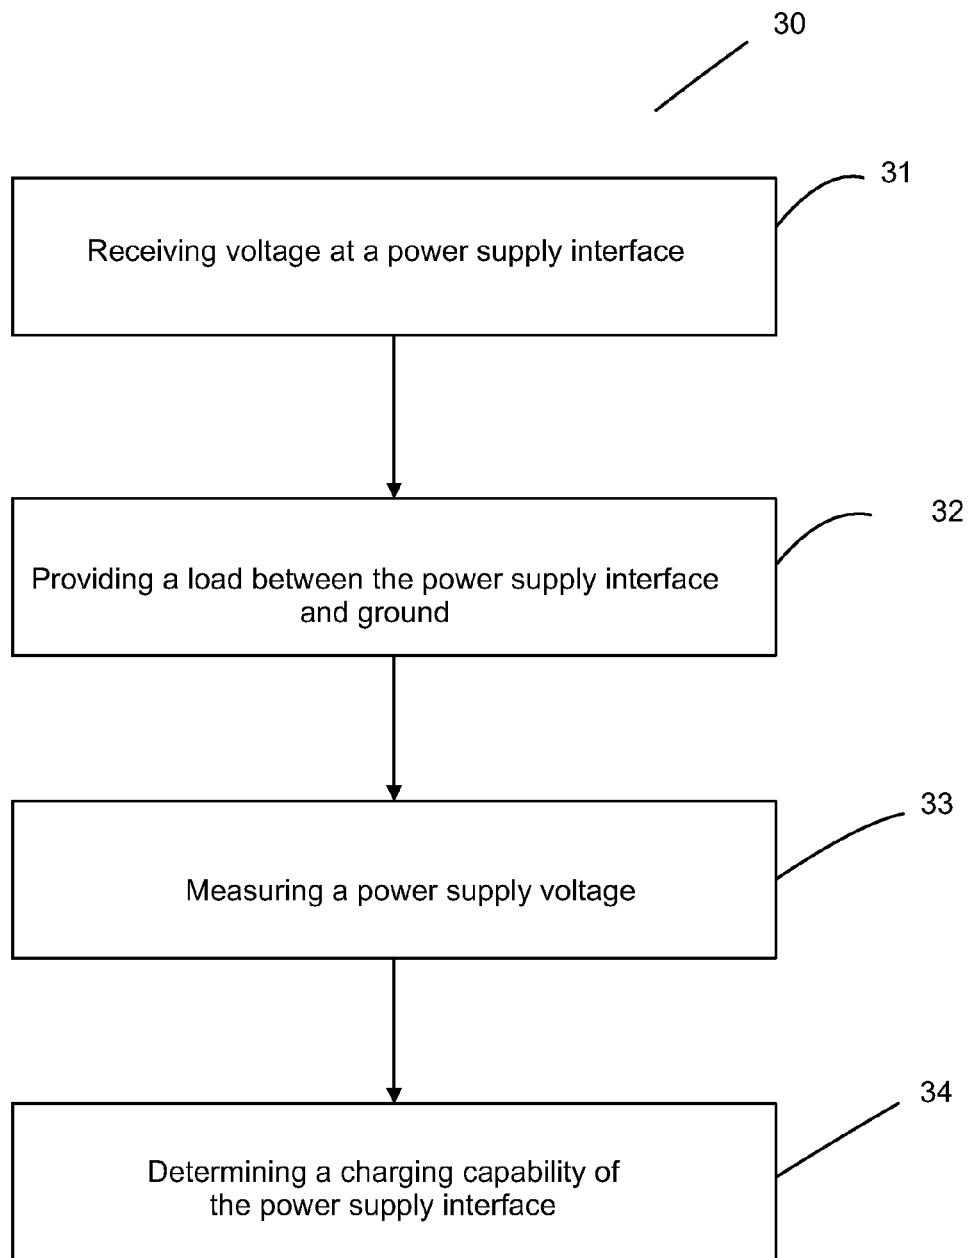 30
31
Receiving voltage at a power supply interface
32
Providing a load between the power supply interface
and ground
33
Measuring a power supply voltage
34
Determining a charging capability of
the power supply interface